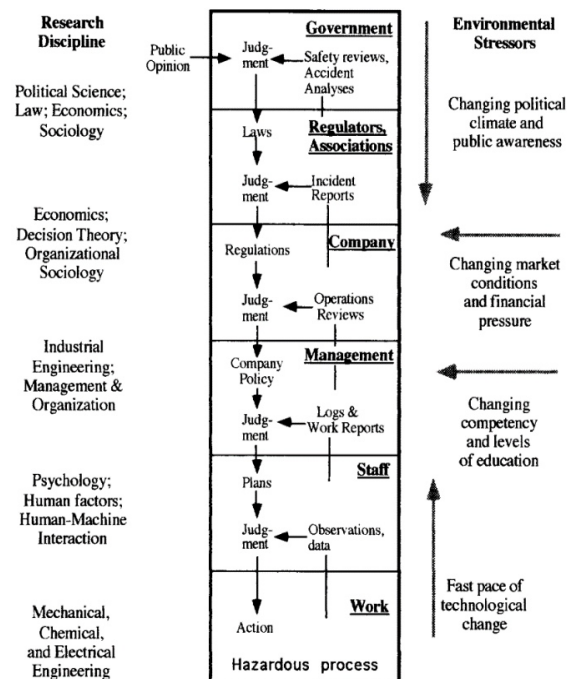 Research
Discipline
Political Science;
Law; Economics;
Sociology
Economics;
Decision Theory;
Organizational
Sociology
Industrial
Engineering;
Management &
Organization
Psychology;
Human factors;
Human-Machine
Interaction
Mechanical,
Chemical,
and Electrical
Engineering
Public
Opinion
Government
Judg-
ment
Safety reviews,
Accident
Analyses
Laws
Regulators,
Associations
Judg-
ment
Incident
Reports
Company
Regulations
Judg-
ment
Operations
Reviews
Management
Company
Policy
Judg-
ment
Logs &
Work Reports
Staff
Plans
Judg-
ment
Observations,
data
Work
Action
Hazardous process
Environmental
Stressors
Changing political
climate and
public awareness
Changing market
conditions
and financial
pressure
Changing
competency
and levels
of education
Fast pace of
technological
change